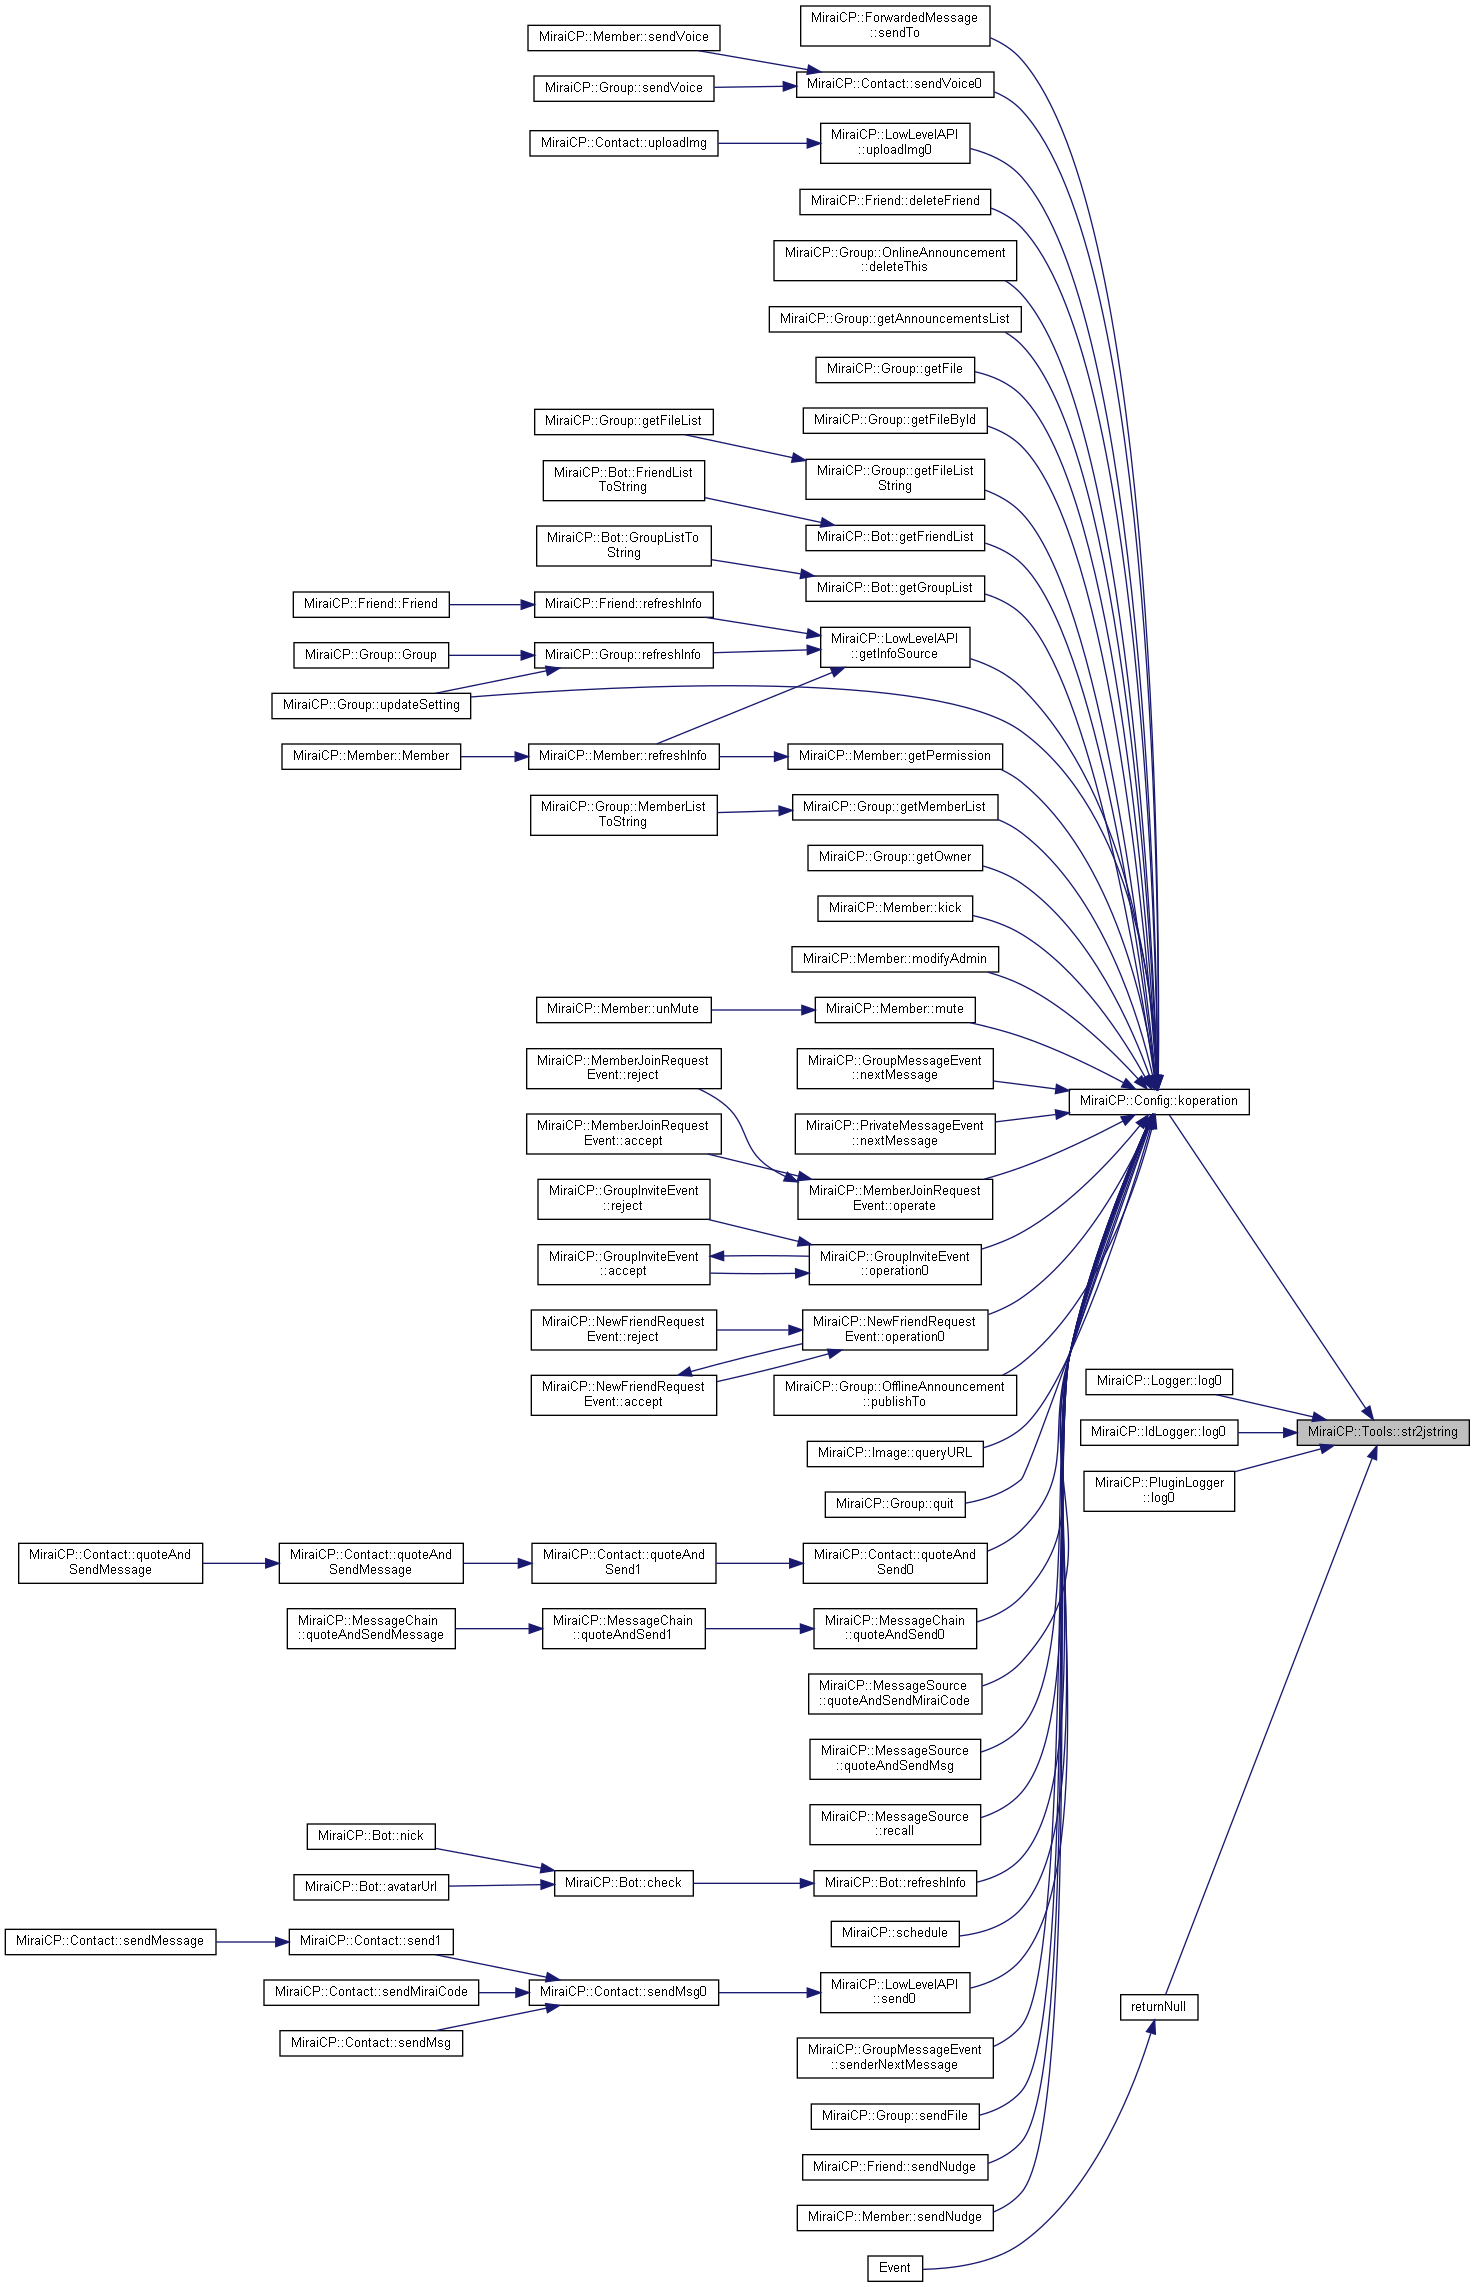 MiraiCP::ForwardedMessage
::sendTo
MiraiCP::Member::sendVoice
MiraiCP::Contact::sendVoice0
MiraiCP::Group::sendVoice
MiraiCP::LowLevelAPI
::uploadImg0
MiraiCP::Contact::uploadImg
MiraiCP::Friend::deleteFriend
MiraiCP::Group::OnlineAnnouncement
::deleteThis
MiraiCP::Group::getAnnouncementsList
MiraiCP::Group::getFile
MiraiCP::Group::getFileList
MiraiCP::Group::getFileById
MiraiCP::Group::getFileList
String
MiraiCP::Bot::FriendList
ToString
MiraiCP::Bot::getFriendList
MiraiCP::Bot::GroupListTo
String
MiraiCP::Bot::getGroupList
MiraiCP::Friend::Friend
MiraiCP::Friend::refreshInfo
MiraiCP::LowLevelAPI
::getInfoSource
MiraiCP::Group::Group
MiraiCP::Group::refreshInfo
MiraiCP::Group::updateSetting
MiraiCP::Member::Member
MiraiCP::Member::refreshInfo
MiraiCP::Member::getPermission
MiraiCP::Group::MemberList
ToString
MiraiCP::Group::getMemberList
MiraiCP::Group::getOwner
MiraiCP::Member::kick
MiraiCP::Member::modifyAdmin
MiraiCP::Member::unMute
MiraiCP::Member::mute
MiraiCP::MemberJoinRequest
Event::reject
MiraiCP::GroupMessageEvent
::nextMessage
MiraiCP::Config::koperation
MiraiCP::MemberJoinRequest
Event::accept
MiraiCP::PrivateMessageEvent
::nextMessage
MiraiCP::GroupInviteEvent
::reject
MiraiCP::MemberJoinRequest
Event::operate
MiraiCP::GroupInviteEvent
::accept
MiraiCP::GroupInviteEvent
::operation0
MiraiCP::NewFriendRequest
Event::reject
MiraiCP::NewFriendRequest
Event::operation0
MiraiCP::NewFriendRequest
Event::accept
MiraiCP::Group::OfflineAnnouncement
::publishTo
MiraiCP::Logger::log0
MiraiCP::IdLogger::log0
MiraiCP::Tools::str2jstring
MiraiCP::Image::queryURL
MiraiCP::PluginLogger
::log0
MiraiCP::Group::quit
MiraiCP::Contact::quoteAnd
SendMessage
MiraiCP::Contact::quoteAnd
SendMessage
MiraiCP::Contact::quoteAnd
Send1
MiraiCP::Contact::quoteAnd
Send0
MiraiCP::MessageChain
::quoteAndSendMessage
MiraiCP::MessageChain
::quoteAndSend1
MiraiCP::MessageChain
::quoteAndSend0
MiraiCP::MessageSource
::quoteAndSendMiraiCode
MiraiCP::MessageSource
::quoteAndSendMsg
MiraiCP::MessageSource
::recall
MiraiCP::Bot::nick
MiraiCP::Bot::avatarUrl
MiraiCP::Bot::check
MiraiCP::Bot::refreshInfo
MiraiCP::schedule
MiraiCP::Contact::sendMessage
MiraiCP::Contact::send1
MiraiCP::Contact::sendMiraiCode
MiraiCP::Contact::sendMsg0
MiraiCP::LowLevelAPI
::send0
MiraiCP::Contact::sendMsg
returnNull
MiraiCP::GroupMessageEvent
::senderNextMessage
MiraiCP::Group::sendFile
MiraiCP::Friend::sendNudge
MiraiCP::Member::sendNudge
Event